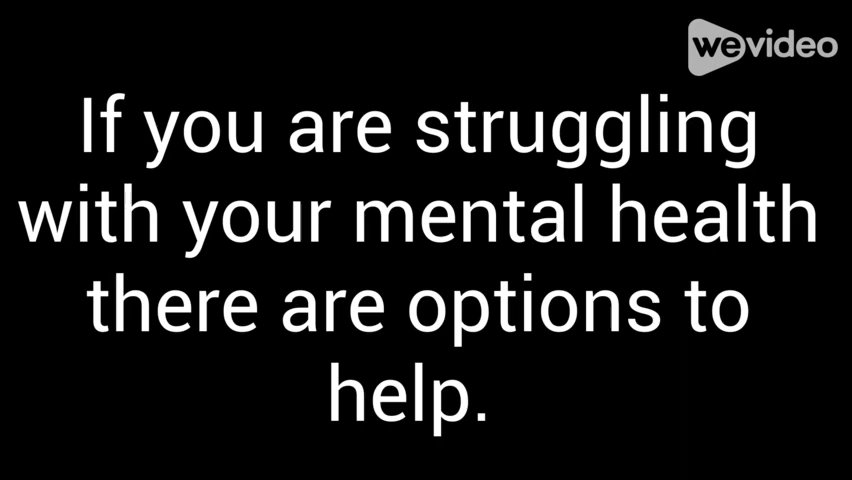 wevideo
If you are struggling
with your mental health
there are options to
help.